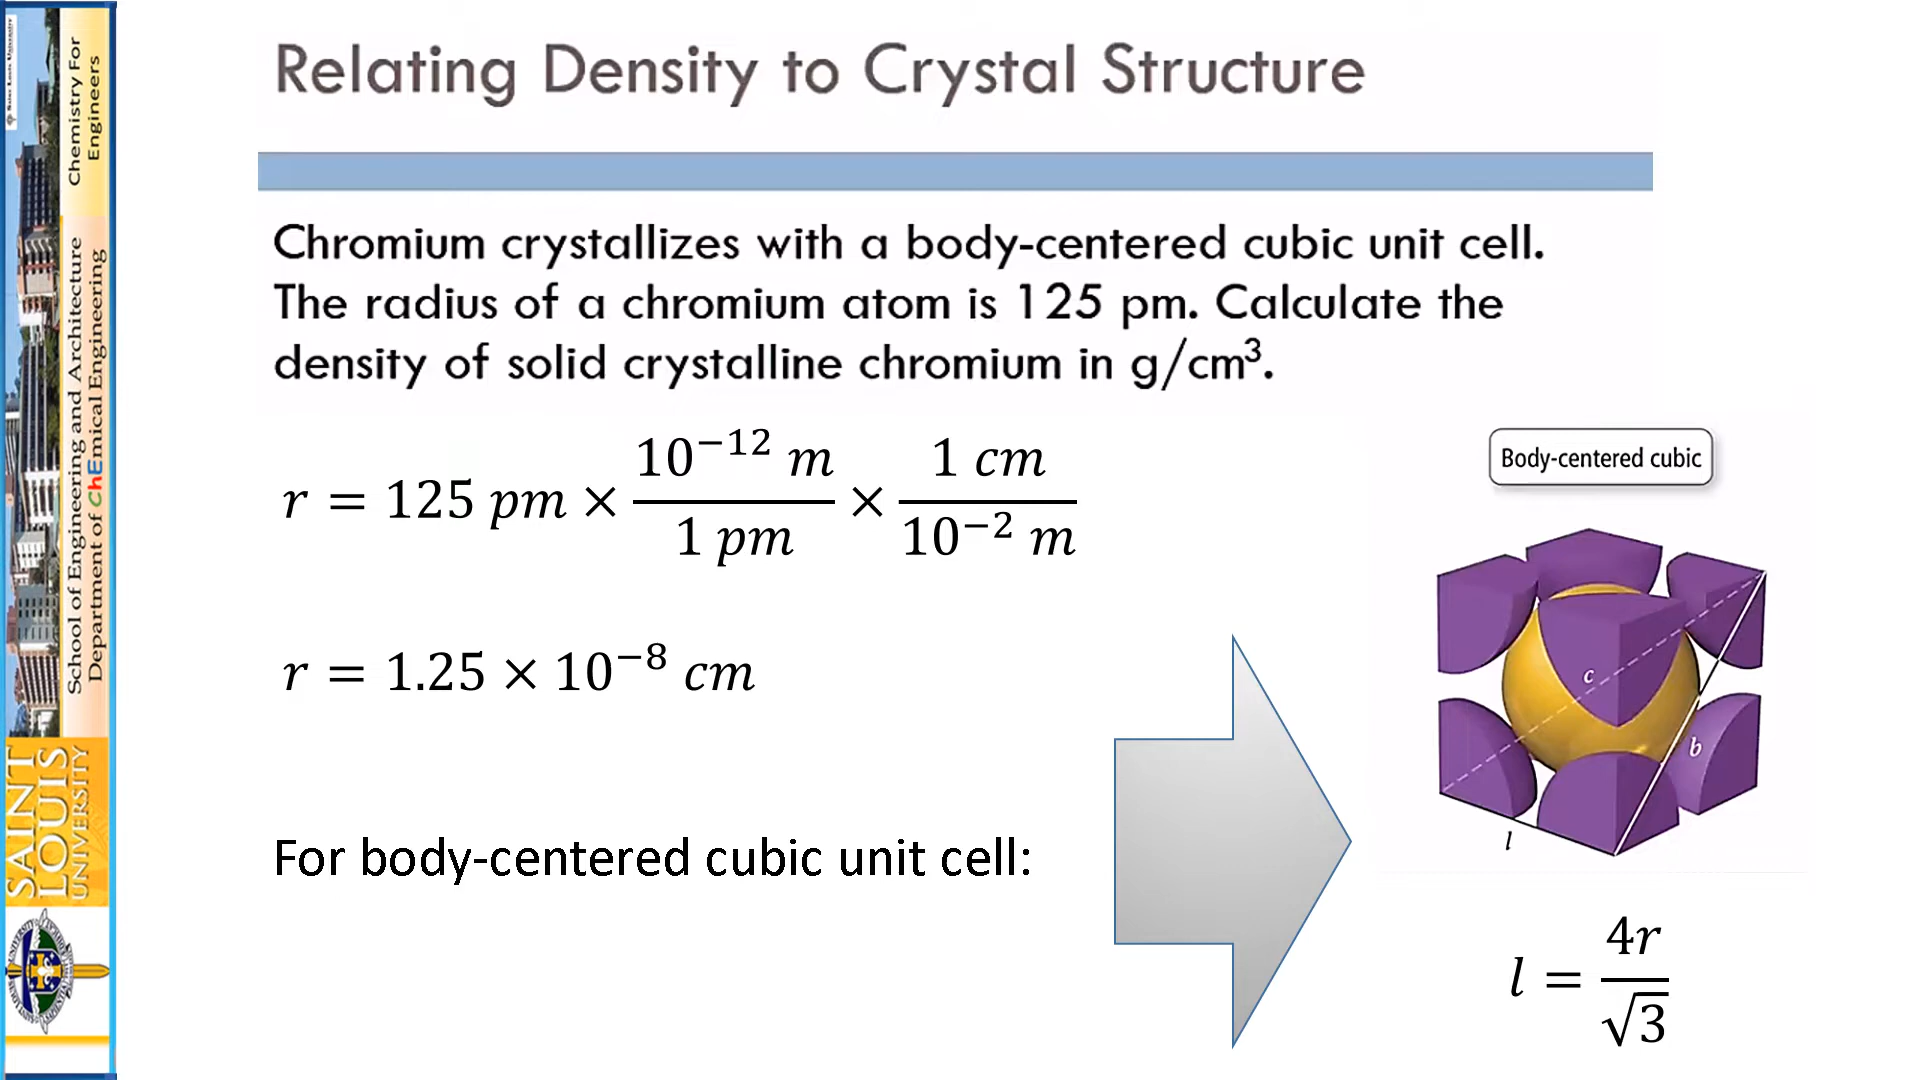 Relating Density to Crystal Structure
Chromium crystallizes with a body-centered cubic unit cell.
The radius of a chromium atom is 125 pm. Calculate the
density of solid crystalline chromium in g/cm³.
r = 125 pm × 10⁻¹² m / 1 pm × 1 cm / 10⁻² m
r = 1.25 × 10⁻⁸ cm
For body-centered cubic unit cell:
Body-centered cubic
c
b
l
l = 4r / √3
Chemistry For
Engineers
School of Engineering and Architecture
Department of ChEmical Engineering
SAINT
LOUIS
UNIVERSITY